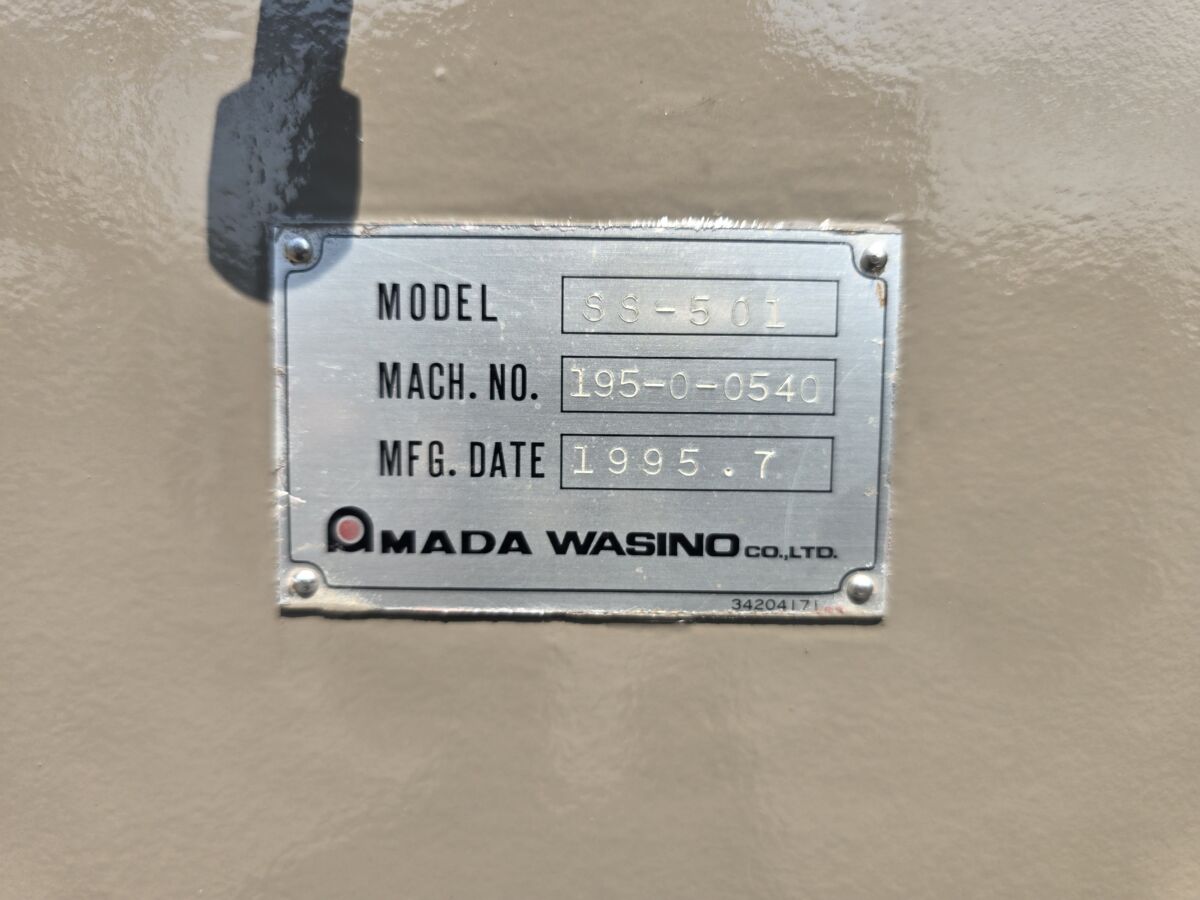 MODEL SS-501
MACH. NO. 195-0-0540
MFG. DATE 1995.7
AMADA WASINO CO.,LTD.
34204171